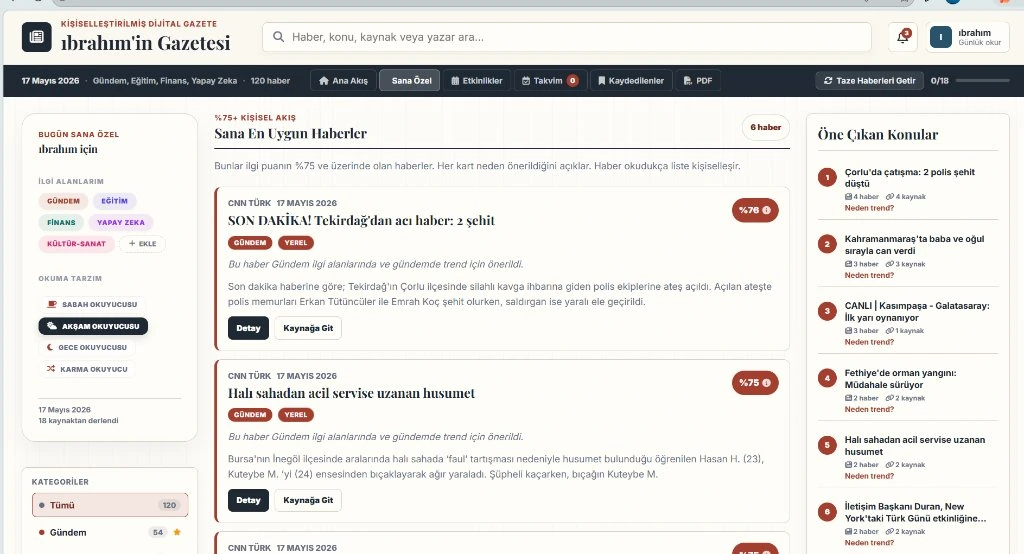 KİŞİSELLEŞTİRİLMİŞ DİJİTAL GAZETE
ıbrahım'in Gazetesi
Haber, konu, kaynak veya yazar ara...
3
I
ıbrahım
Günlük okur
17 Mayıs 2026 · Gündem, Eğitim, Finans, Yapay Zeka · 120 haber
Ana Akış
Sana Özel
Etkinlikler
Takvim 0
Kaydedilenler
PDF
Taze Haberleri Getir
0/18
BUGÜN SANA ÖZEL
ıbrahım için
İLGİ ALANLARIM
GÜNDEM
EĞİTİM
FİNANS
YAPAY ZEKA
KÜLTÜR-SANAT
+ EKLE
OKUMA TARZIM
SABAH OKUYUCUSU
AKŞAM OKUYUCUSU
GECE OKUYUCUSU
KARMA OKUYUCU
17 Mayıs 2026
18 kaynaktan derlendi
KATEGORİLER
Tümü 120
Gündem 54
%75+ KİŞİSEL AKIŞ
Sana En Uygun Haberler
6 haber
Bunlar ilgi puanın %75 ve üzerinde olan haberler. Her kart neden önerildiğini açıklar. Haber okudukça liste kişiselleşir.
CNN TÜRK 17 MAYIS 2026
%76
SON DAKİKA! Tekirdağ'dan acı haber: 2 şehit
GÜNDEM YEREL
Bu haber Gündem ilgi alanlarında ve gündemde trend için önerildi.
Son dakika haberine göre; Tekirdağ'ın Çorlu ilçesinde silahlı kavga ihbarına giden polis ekiplerine ateş açıldı. Açılan ateşte
polis memurları Erkan Tütüncüler ile Emrah Koç şehit olurken, saldırgan ise yaralı ele geçirildi.
Detay
Kaynağa Git
CNN TÜRK 17 MAYIS 2026
%75
Halı sahadan acil servise uzanan husumet
GÜNDEM YEREL
Bu haber Gündem ilgi alanlarında ve gündemde trend için önerildi.
Bursa'nın İnegöl ilçesinde aralarında halı sahada 'faul' tartışması nedeniyle husumet bulunduğu öğrenilen Hasan H. (23),
Kuteybe M. 'yi (24) ensesinden bıçaklayarak ağır yaraladı. Şüpheli kaçarken, bıçağın Kuteybe M.
Detay
Kaynağa Git
CNN TÜRK 17 MAYIS 2026
Öne Çıkan Konular
1
Çorlu'da çatışma: 2 polis şehit
düştü
4 haber 4 kaynak
Neden trend?
2
Kahramanmaraş'ta baba ve oğul
sırayla can verdi
3 haber 3 kaynak
Neden trend?
3
CANLI | Kasımpaşa - Galatasaray:
İlk yarı oynanıyor
3 haber 1 kaynak
Neden trend?
4
Fethiye'de orman yangını:
Müdahale sürüyor
2 haber 2 kaynak
Neden trend?
5
Halı sahadan acil servise uzanan
husumet
2 haber 2 kaynak
Neden trend?
6
İletişim Başkanı Duran, New
York'taki Türk Günü etkinliğine...
2 haber 2 kaynak
Neden trend?